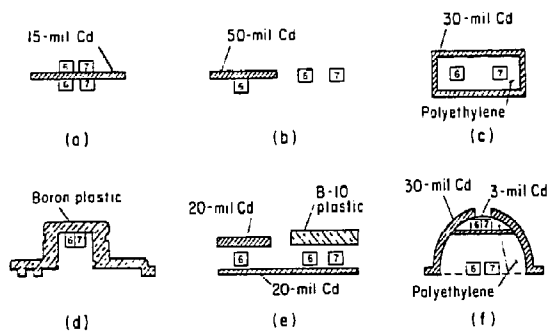 15-mil Cd
6 7
6 7
(a)
50-mil Cd
6
6 7
(b)
30-mil Cd
6 7
Polyethylene
(c)
Boron plastic
6 7
(d)
20-mil Cd
B-10 plastic
6
6 7
20-mil Cd
(e)
30-mil Cd
3-mil Cd
6 7
6 7
Polyethylene
(f)